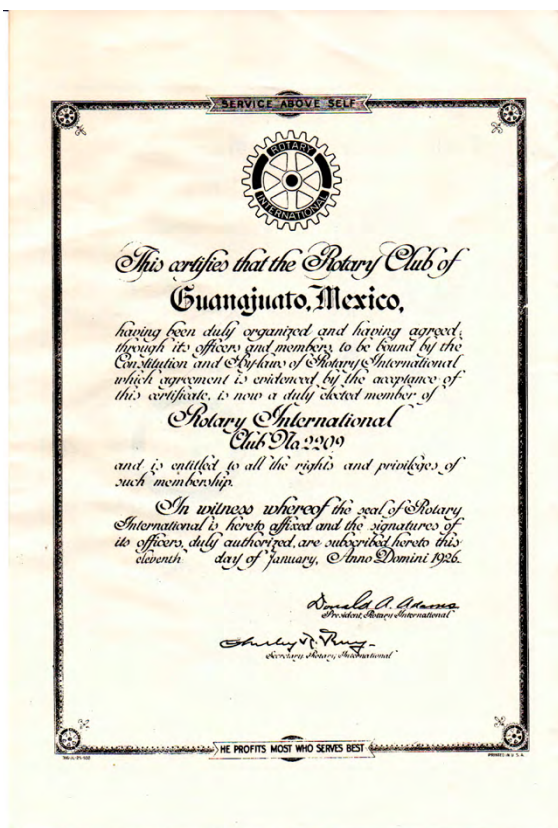 SERVICE ABOVE SELF
ROTARY
INTERNATIONAL
This certifies that the Rotary Club of
Guanajuato, Mexico,
having been duly organized and having agreed,
through its officers and members, to be bound by the
Constitution and By-laws of Rotary International
which agreement is evidenced by the acceptance of
this certificate, is now a duly elected member of
Rotary International
Club No. 2209
and is entitled to all the rights and privileges of
such membership.
In witness whereof the seal of Rotary
International is hereto affixed and the signatures of
its officers, duly authorized, are subscribed hereto this
eleventh day of January, Anno Domini 1926.
Donald A. Adams
President, Rotary International
Secretary, Rotary International
HE PROFITS MOST WHO SERVES BEST
PRINTED IN U.S.A.